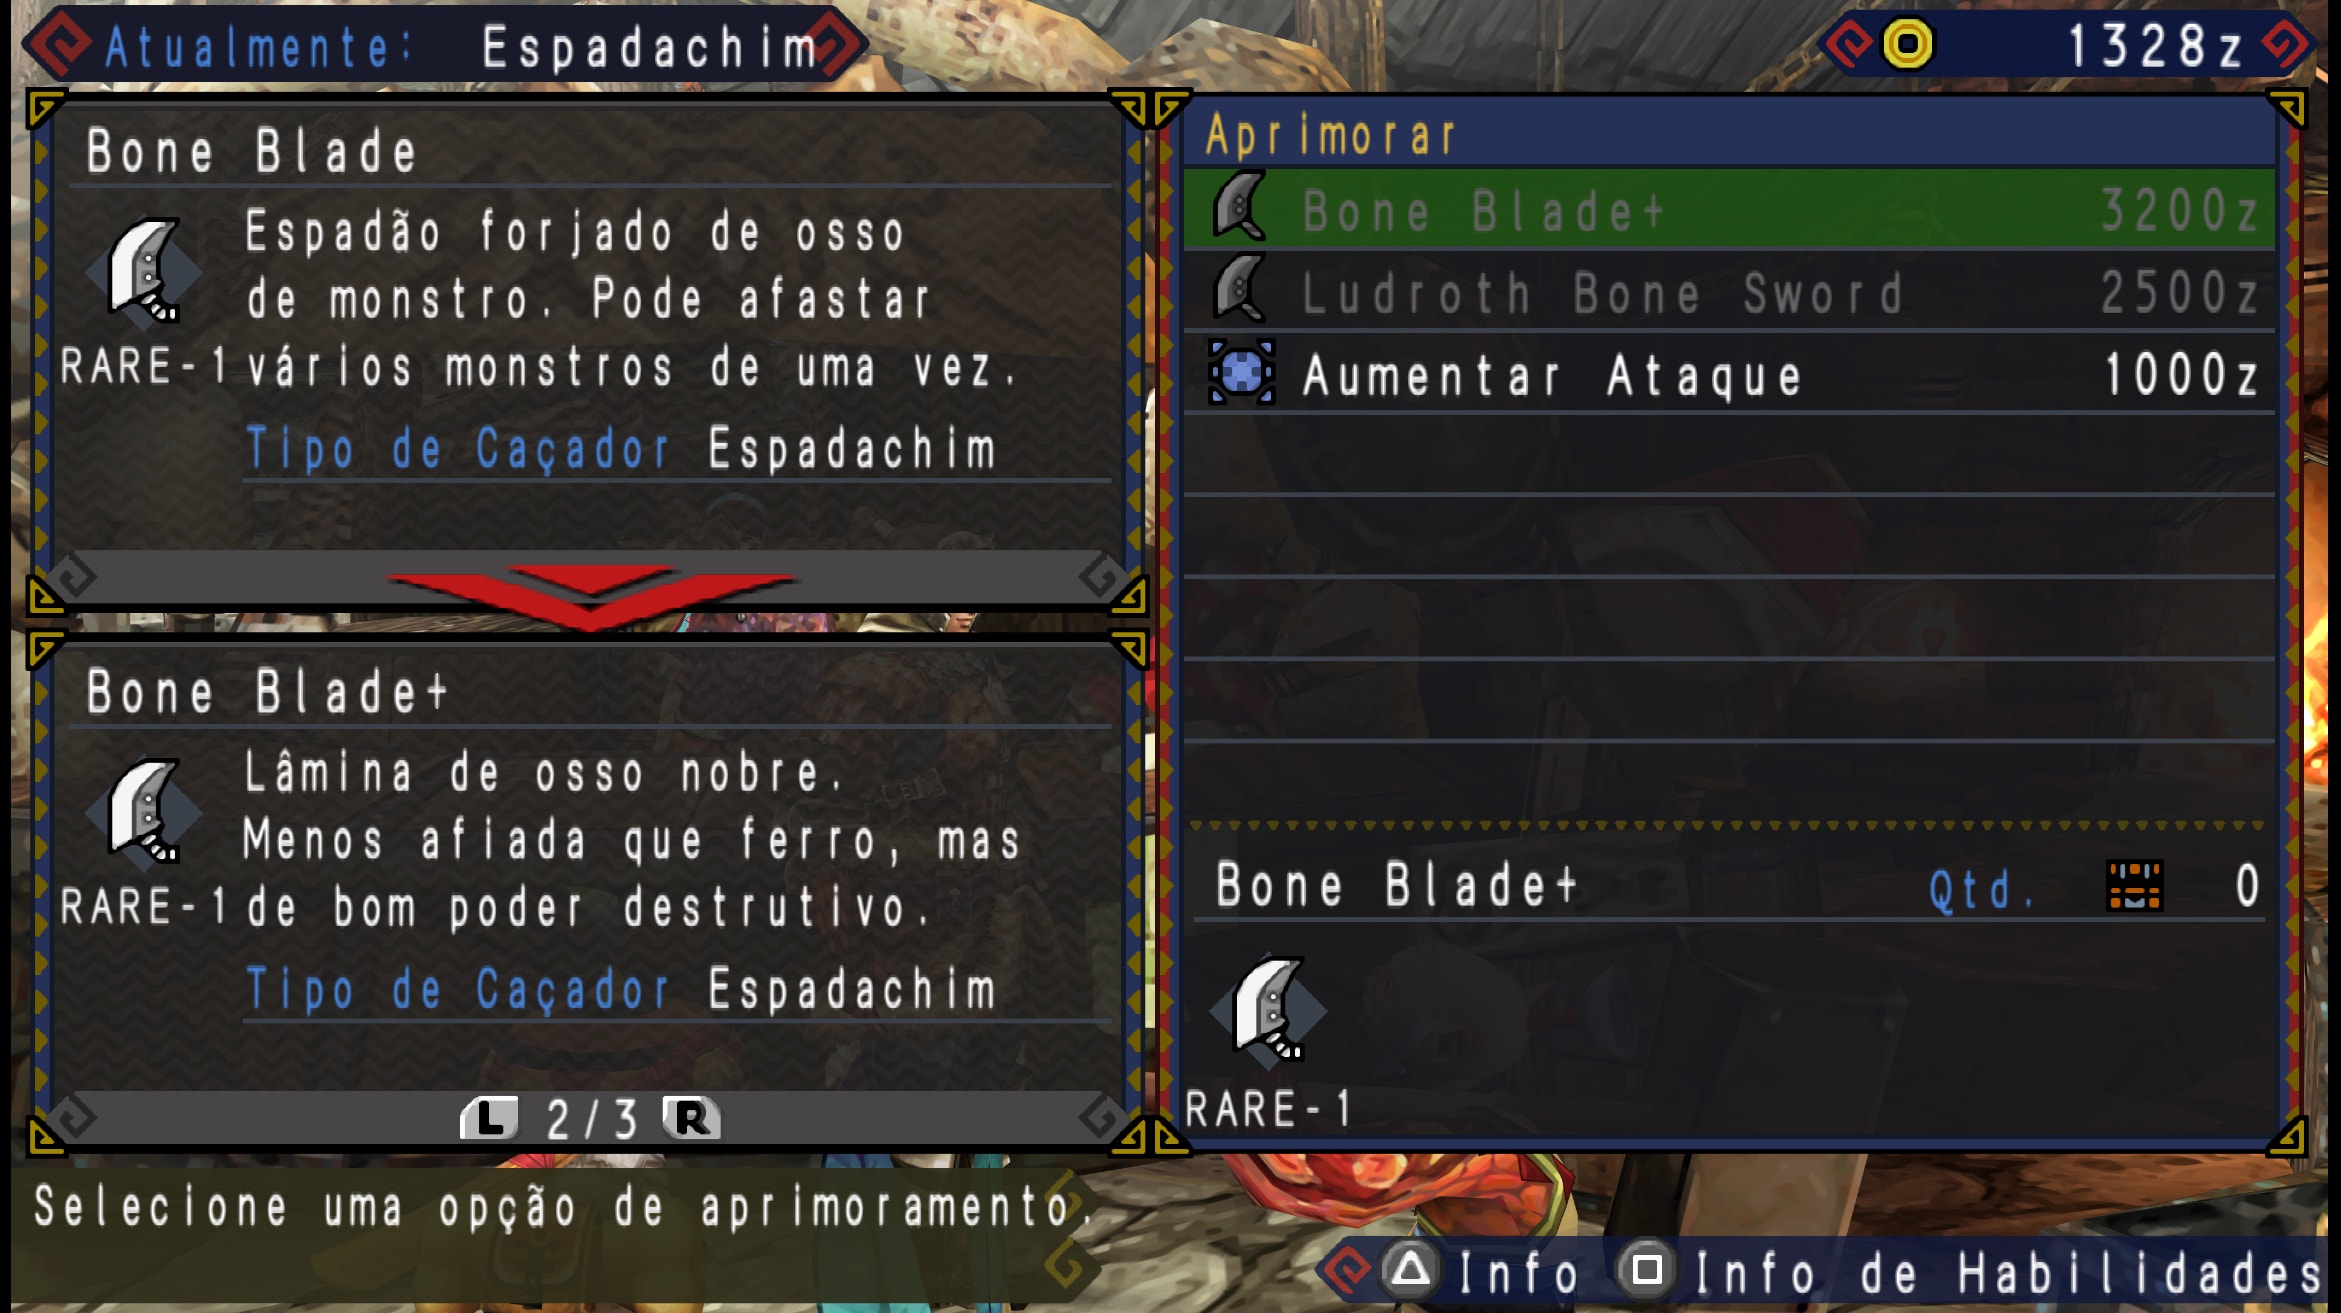 Atualmente: Espadachim
1328z
Bone Blade
Espadão forjado de osso
de monstro. Pode afastar
RARE-1 vários monstros de uma vez.
Tipo de Caçador Espadachim
Bone Blade+
Lâmina de osso nobre.
Menos afiada que ferro, mas
RARE-1 de bom poder destrutivo.
Tipo de Caçador Espadachim
L 2/3 R
Aprimorar
Bone Blade+ 3200z
Ludroth Bone Sword 2500z
Aumentar Ataque 1000z
Bone Blade+ Qtd. 0
RARE-1
Selecione uma opção de aprimoramento.
Info Info de Habilidades